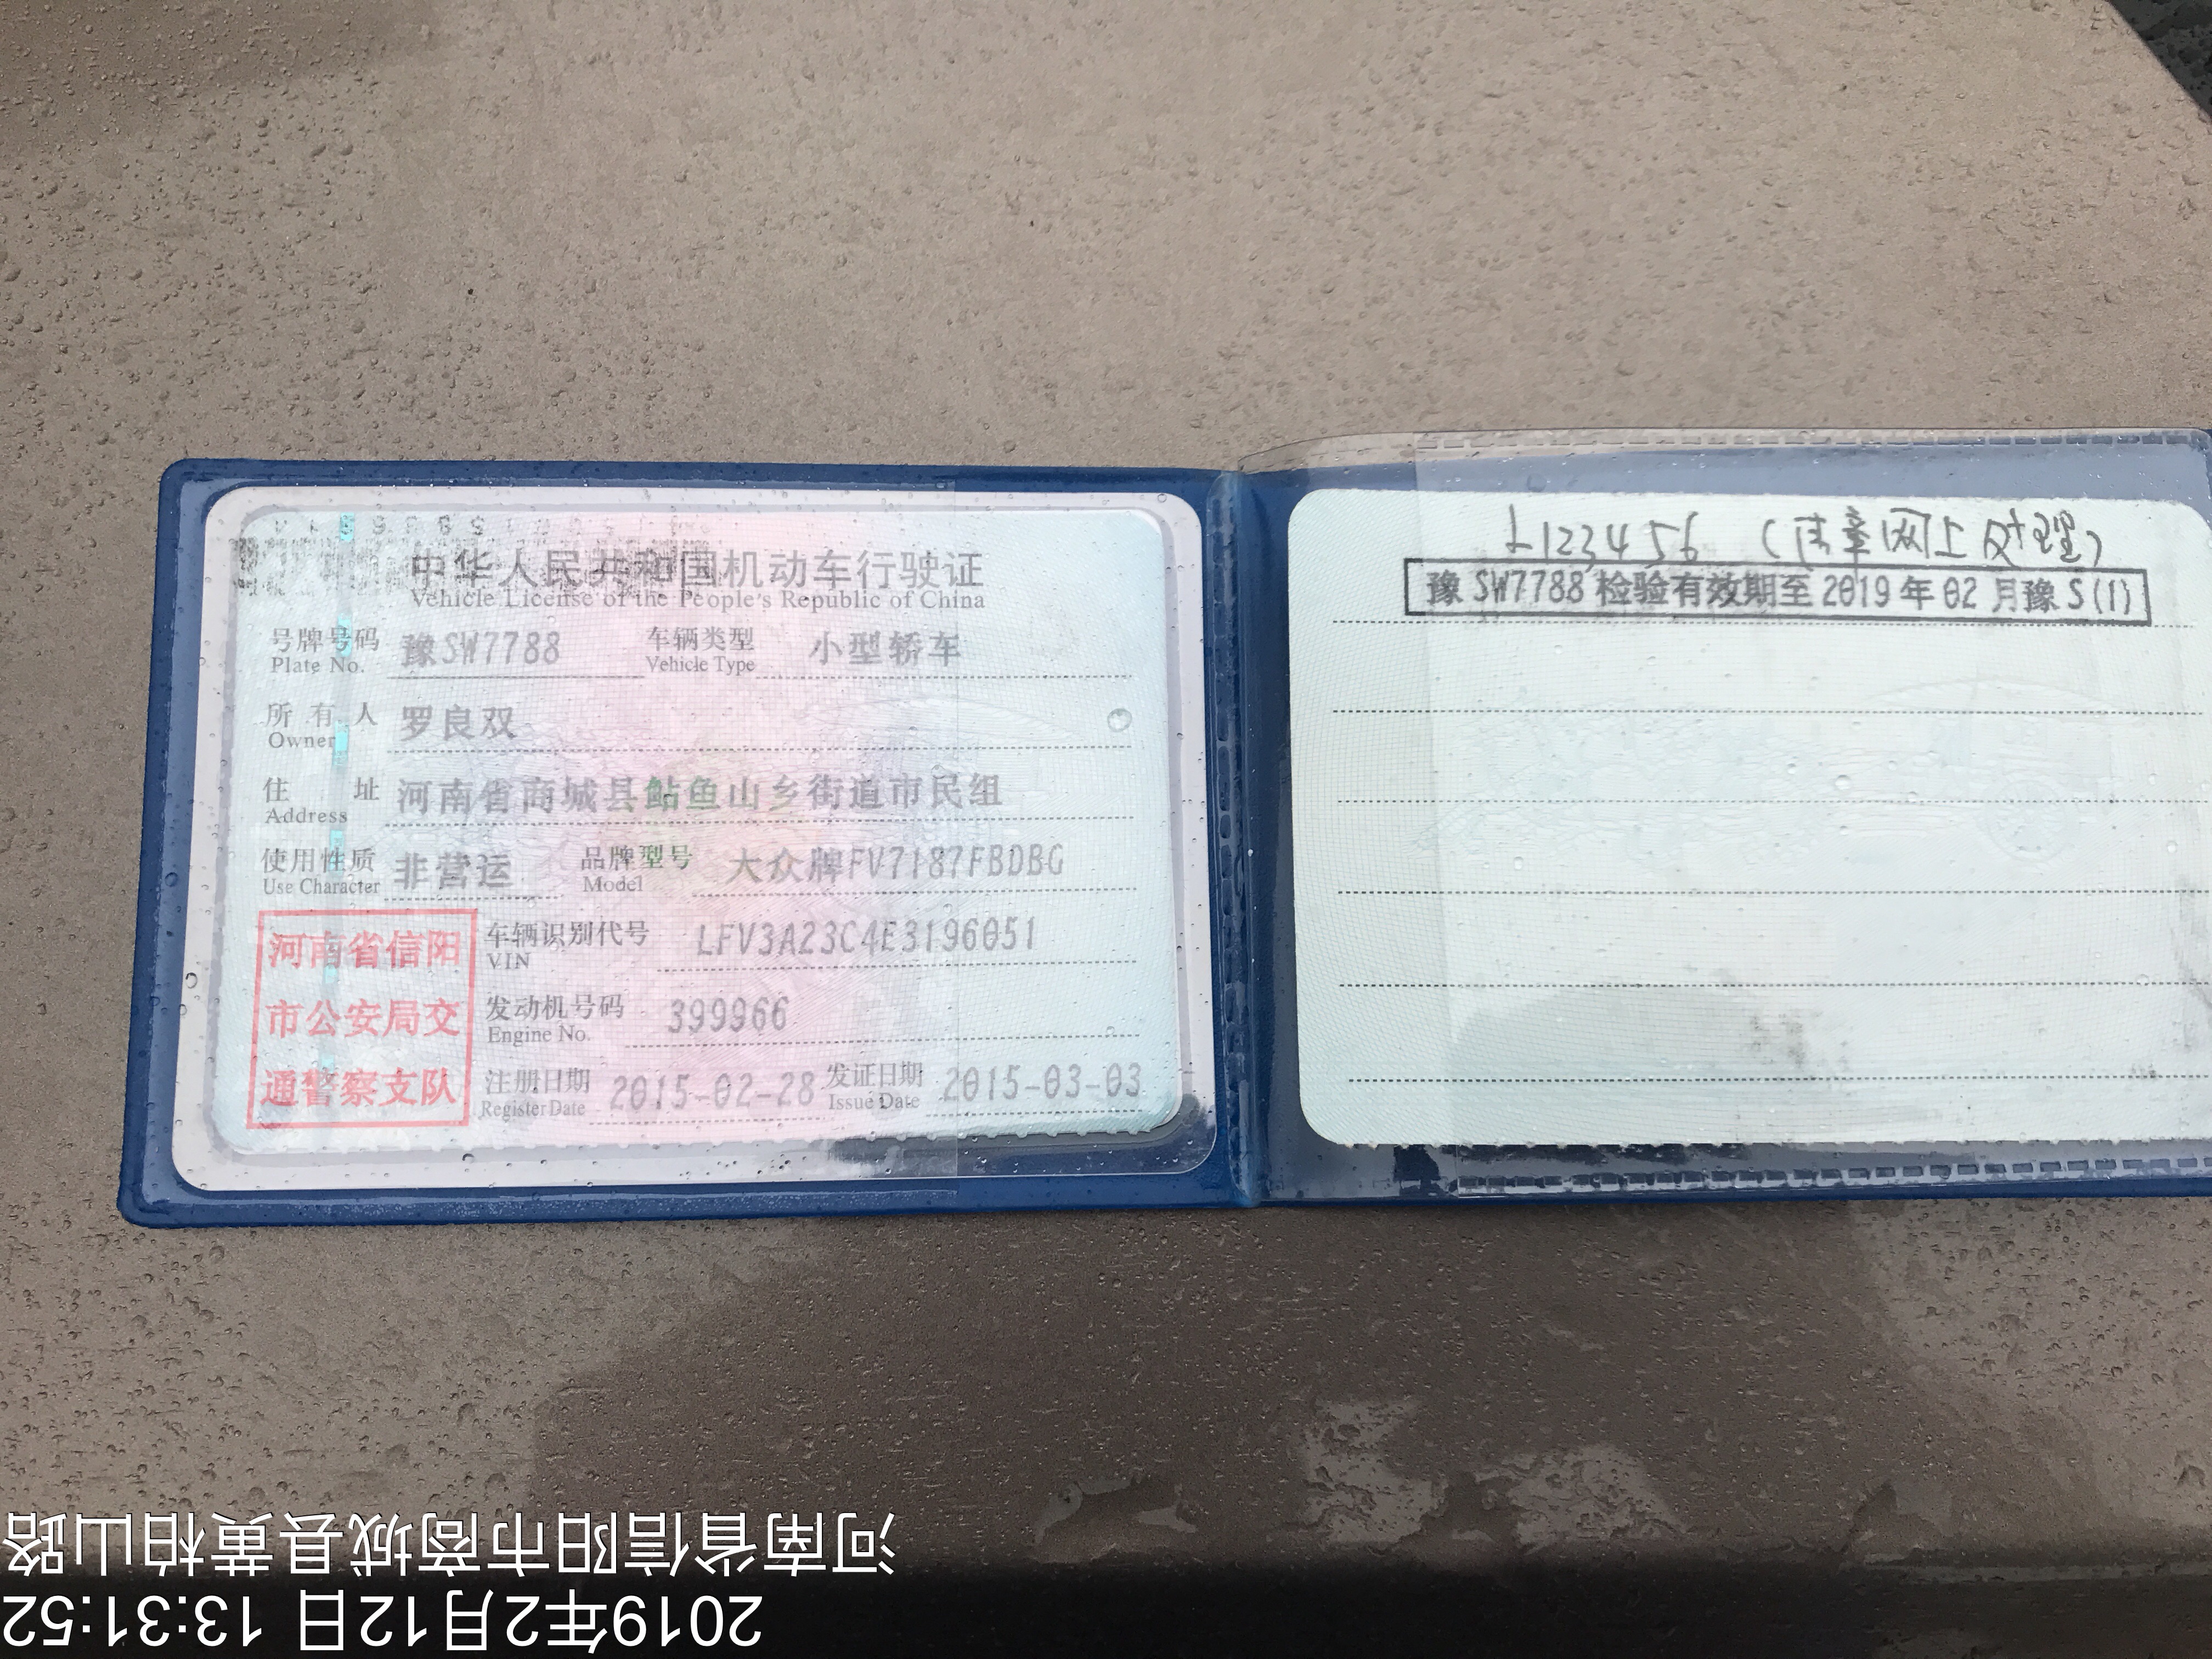 中华人民共和国机动车行驶证
Vehicle License of the People's Republic of China
号牌号码 豫SW7788 车辆类型 小型轿车
Plate No. Vehicle Type
所有人 罗良双
Owner
住址 河南省商城县鲇鱼山乡街道市民组
Address
使用性质 非营运 品牌型号 大众牌FV7187FBDBG
Use Character Model
车辆识别代号 LFV3A23C4E3196051
VIN
发动机号码 399966
Engine No.
注册日期 2015-02-28 发证日期 2015-03-03
Register Date Issue Date
河南省信阳
市公安局交
通警察支队
123456 (违章网上处理)
豫SW7788检验有效期至2019年02月豫S(1)
2019年2月12日 13:31:52
河南省信阳市商城县黄柏山路